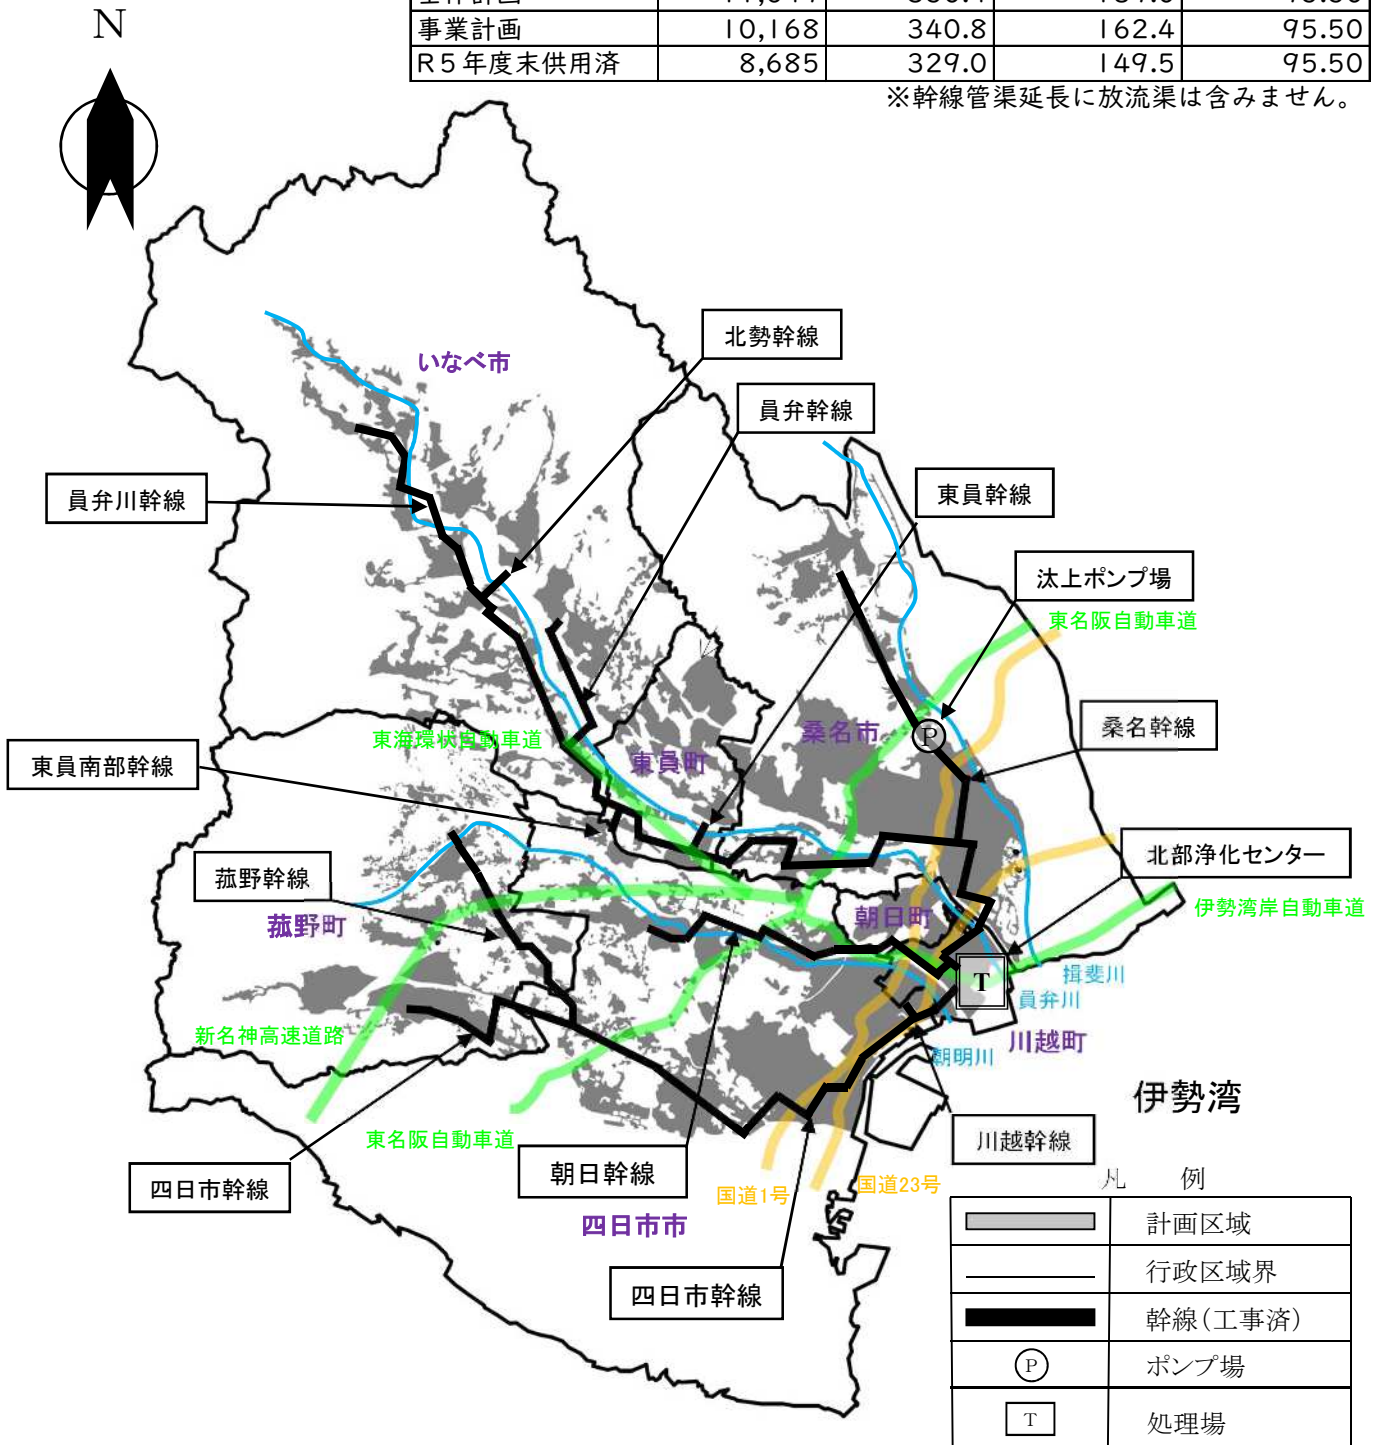 N
事業計画 10,168 340.8 162.4 95.50
R5年度末供用済 8,685 329.0 149.5 95.50
※幹線管渠延長に放流渠は含みません。
北勢幹線
いなべ市
員弁幹線
員弁川幹線
東員幹線
汰上ポンプ場
東名阪自動車道
桑名幹線
桑名市
P
東海環状自動車道
東員町
東員南部幹線
北部浄化センター
菰野幹線
菰野町
朝日町
伊勢湾岸自動車道
揖斐川
T
員弁川
新名神高速道路
川越町
朝明川
伊勢湾
東名阪自動車道
川越幹線
朝日幹線
四日市幹線
国道1号
国道23号
四日市市
四日市幹線
凡 例
計画区域
行政区域界
幹線(工事済)
P ポンプ場
T 処理場